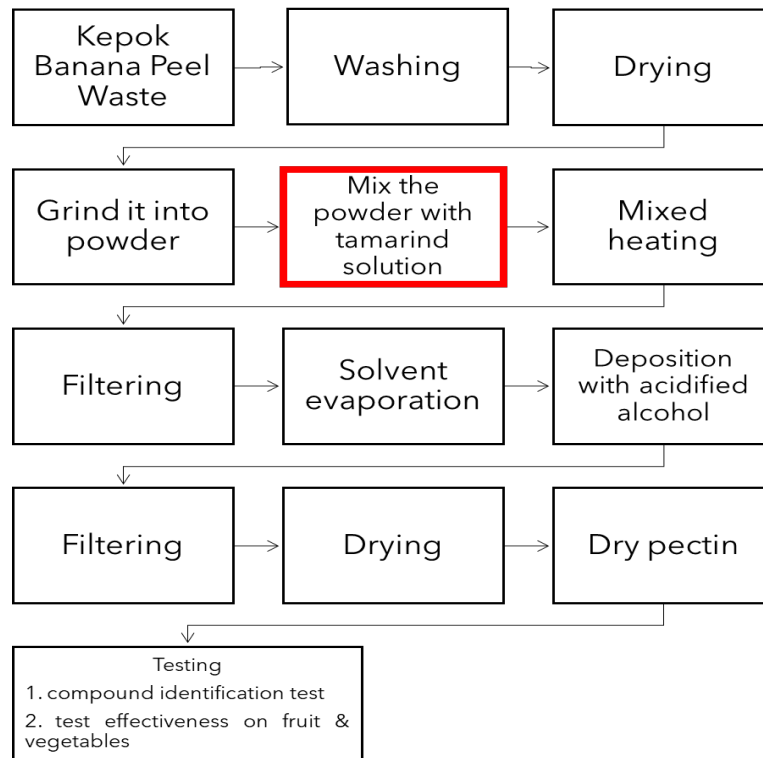 Kepok
Banana Peel
Waste
Washing
Drying
Grind it into
powder
Mix the
powder with
tamarind
solution
Mixed
heating
Filtering
Solvent
evaporation
Deposition
with acidified
alcohol
Filtering
Drying
Dry pectin
Testing
1. compound identification test
2. test effectiveness on fruit &
vegetables